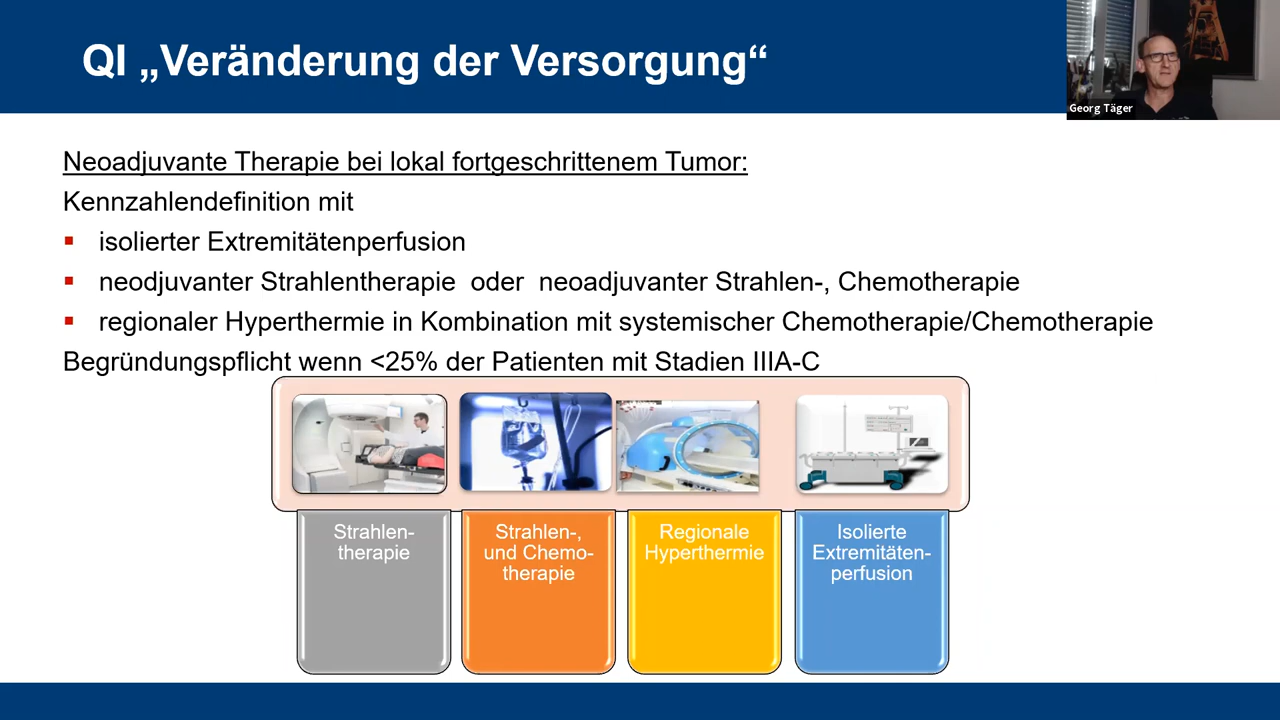 QI „Veränderung der Versorgung“
Georg Täger
Neoadjuvante Therapie bei lokal fortgeschrittenem Tumor:
Kennzahlendefinition mit
▪ isolierter Extremitätenperfusion
▪ neodjuvanter Strahlentherapie oder neoadjuvanter Strahlen-, Chemotherapie
▪ regionaler Hyperthermie in Kombination mit systemischer Chemotherapie/Chemotherapie
Begründungspflicht wenn <25% der Patienten mit Stadien IIIA-C
Strahlen-
therapie
Strahlen-,
und Chemo-
therapie
Regionale
Hyperthermie
Isolierte
Extremitäten-
perfusion